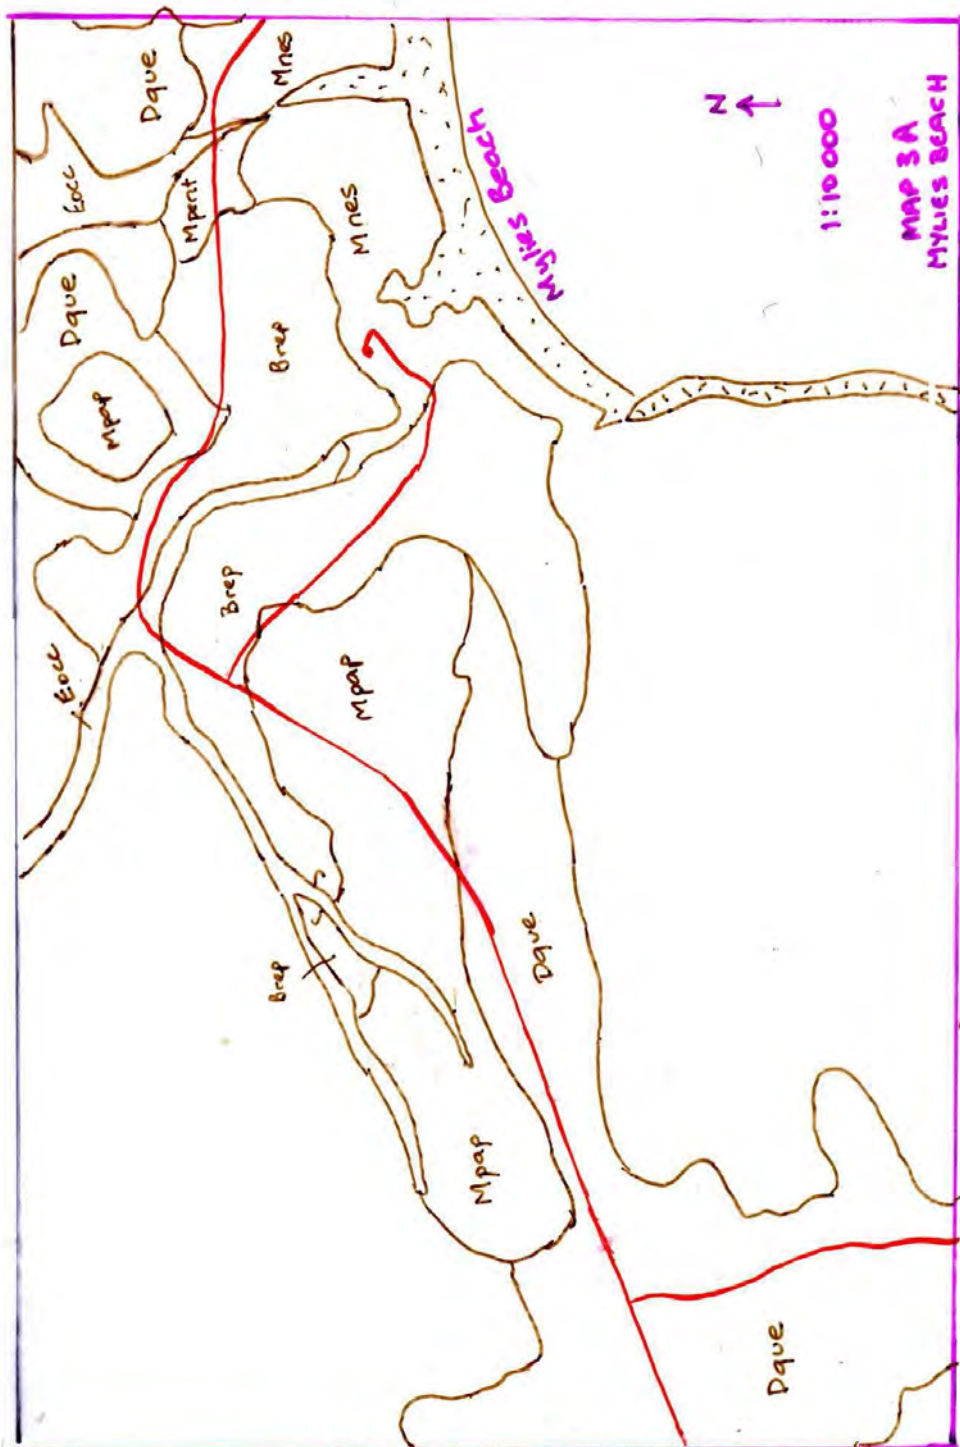 MAP 3A
MYLIES BEACH
1:10000
N
Mylies Beach
Mnes
Dque
Eocc
Mpent
Mnes
Dque
Brep
Mpap
Brep
Eocc
Mpap
Brep
Dque
Mpap
Dque